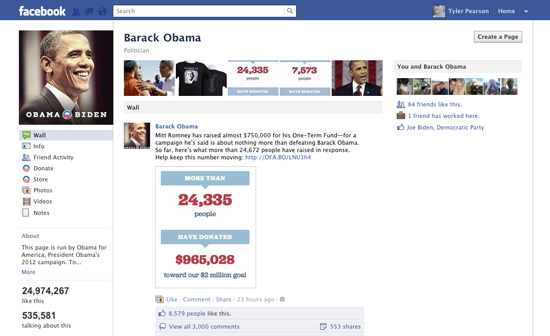 facebook
Search
Tyler Pearson
Home
OBAMA BIDEN
Wall
Info
Friend Activity
Donate
Store
Photos
Videos
Notes
About
This page is run by Obama for
America, President Obama's
2012 campaign. To...
More
24,974,267
like this
535,581
talking about this
Barack Obama
Politician
Create a Page
24,335
people
HAVE DONATED
7,573
people
HAVE DONATED
Wall
Barack Obama
Mitt Romney has raised almost $750,000 for his One-Term Fund—for a
campaign he's said is about nothing more than defeating Barack Obama.
So far, here's what more than 24,672 people have raised in response.
Help keep this number moving: http://OFA.BO/LNU3h4
MORE THAN
24,335
people
HAVE DONATED
$965,028
toward our $2 million goal
Like · Comment · Share · 23 hours ago ·
8,579 people like this.
View all 3,000 comments
553 shares
You and Barack Obama
84 friends like this.
1 friend has worked here.
Joe Biden, Democratic Party